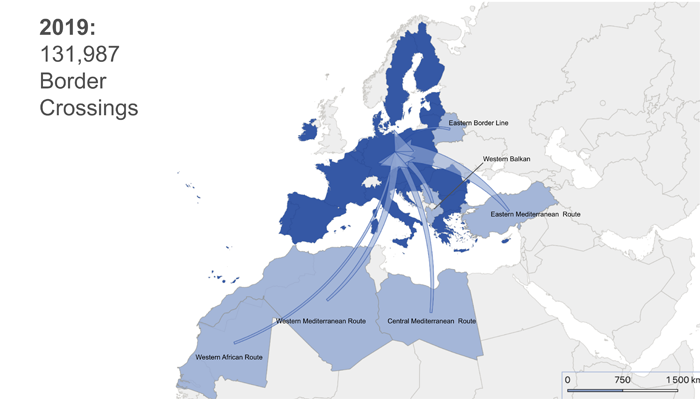 2019:
131,987
Border
Crossings
Eastern Border Line
Western Balkan
Eastern Mediterranean Route
Western Mediterranean Route
Central Mediterranean Route
Western African Route
0 750 1 500 km